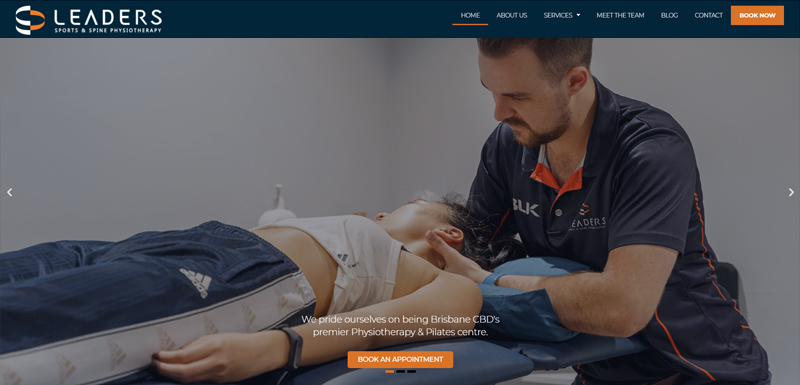 LEADERS
SPORTS & SPINE PHYSIOTHERAPY
HOME ABOUT US SERVICES MEET THE TEAM BLOG CONTACT BOOK NOW
BLK
LEADERS
adidas
We pride ourselves on being Brisbane CBD's
premier Physiotherapy & Pilates centre.
BOOK AN APPOINTMENT